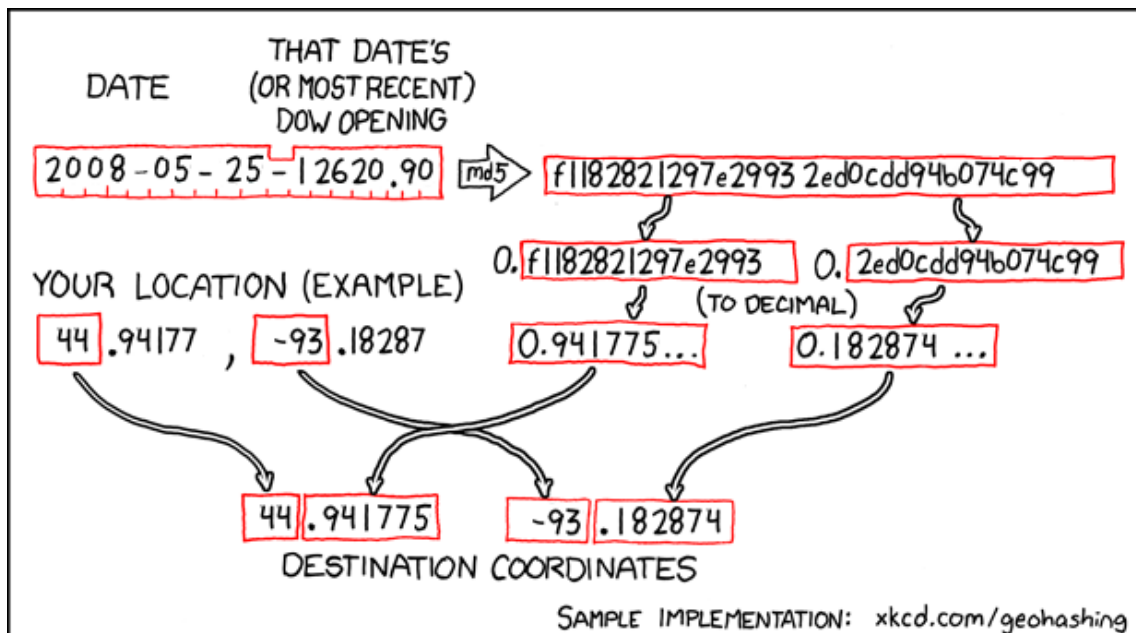 THAT DATE'S
DATE (OR MOST RECENT)
DOW OPENING
2008-05-25-12620.90 md5 f1182821297e29932ed0cdd94b074c99
0. f1182821297e2993 0. 2ed0cdd94b074c99
YOUR LOCATION (EXAMPLE) (TO DECIMAL)
44 .94177 , -93 .18287 0.941775... 0.182874 ...
44 .941775 -93 .182874
DESTINATION COORDINATES
SAMPLE IMPLEMENTATION: xkcd.com/geohashing